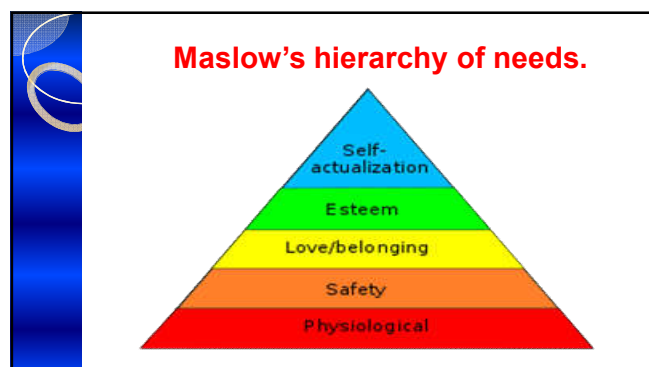 Maslow’s hierarchy of needs.
Self-
actualization
Esteem
Love/belonging
Safety
Physiological